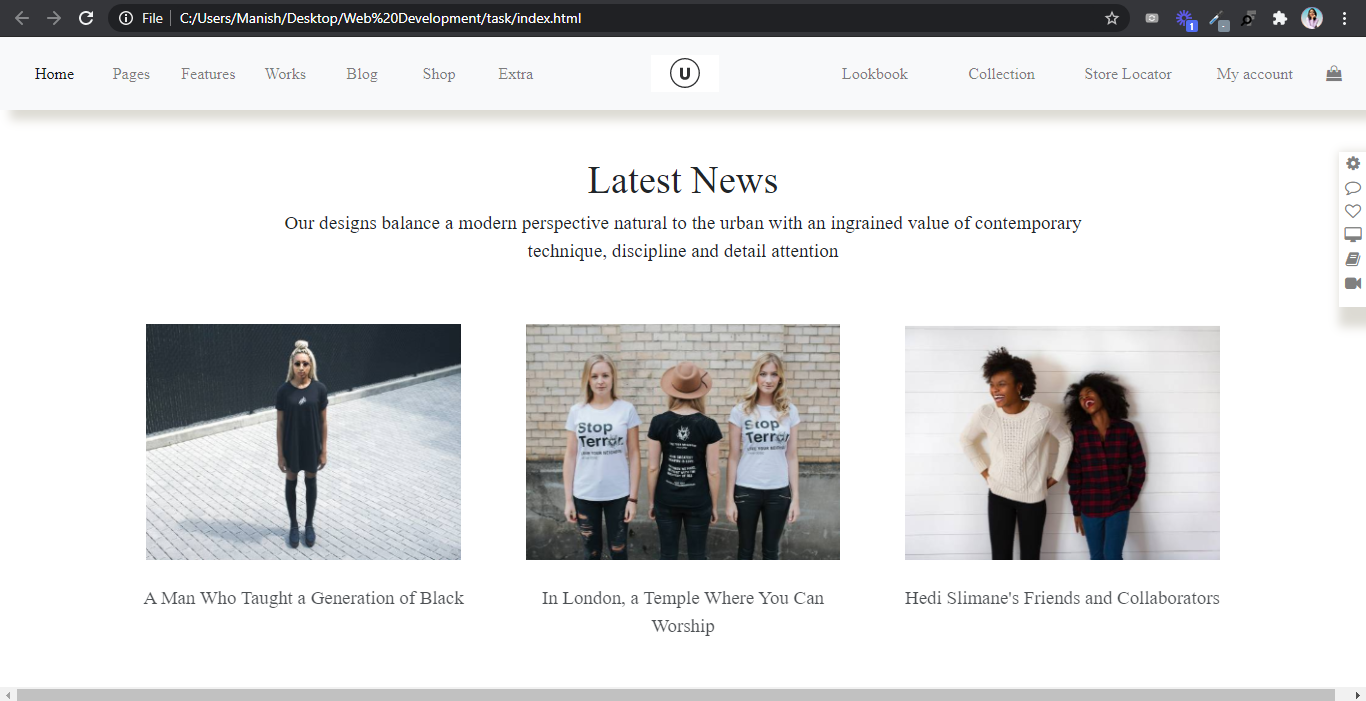 File C:/Users/Manish/Desktop/Web%20Development/task/index.html
1
Home Pages Features Works Blog Shop Extra U Lookbook Collection Store Locator My account
Latest News
Our designs balance a modern perspective natural to the urban with an ingrained value of contemporary
technique, discipline and detail attention
Stop
Terror.
Stop
Terror.
A Man Who Taught a Generation of Black
In London, a Temple Where You Can
Worship
Hedi Slimane's Friends and Collaborators